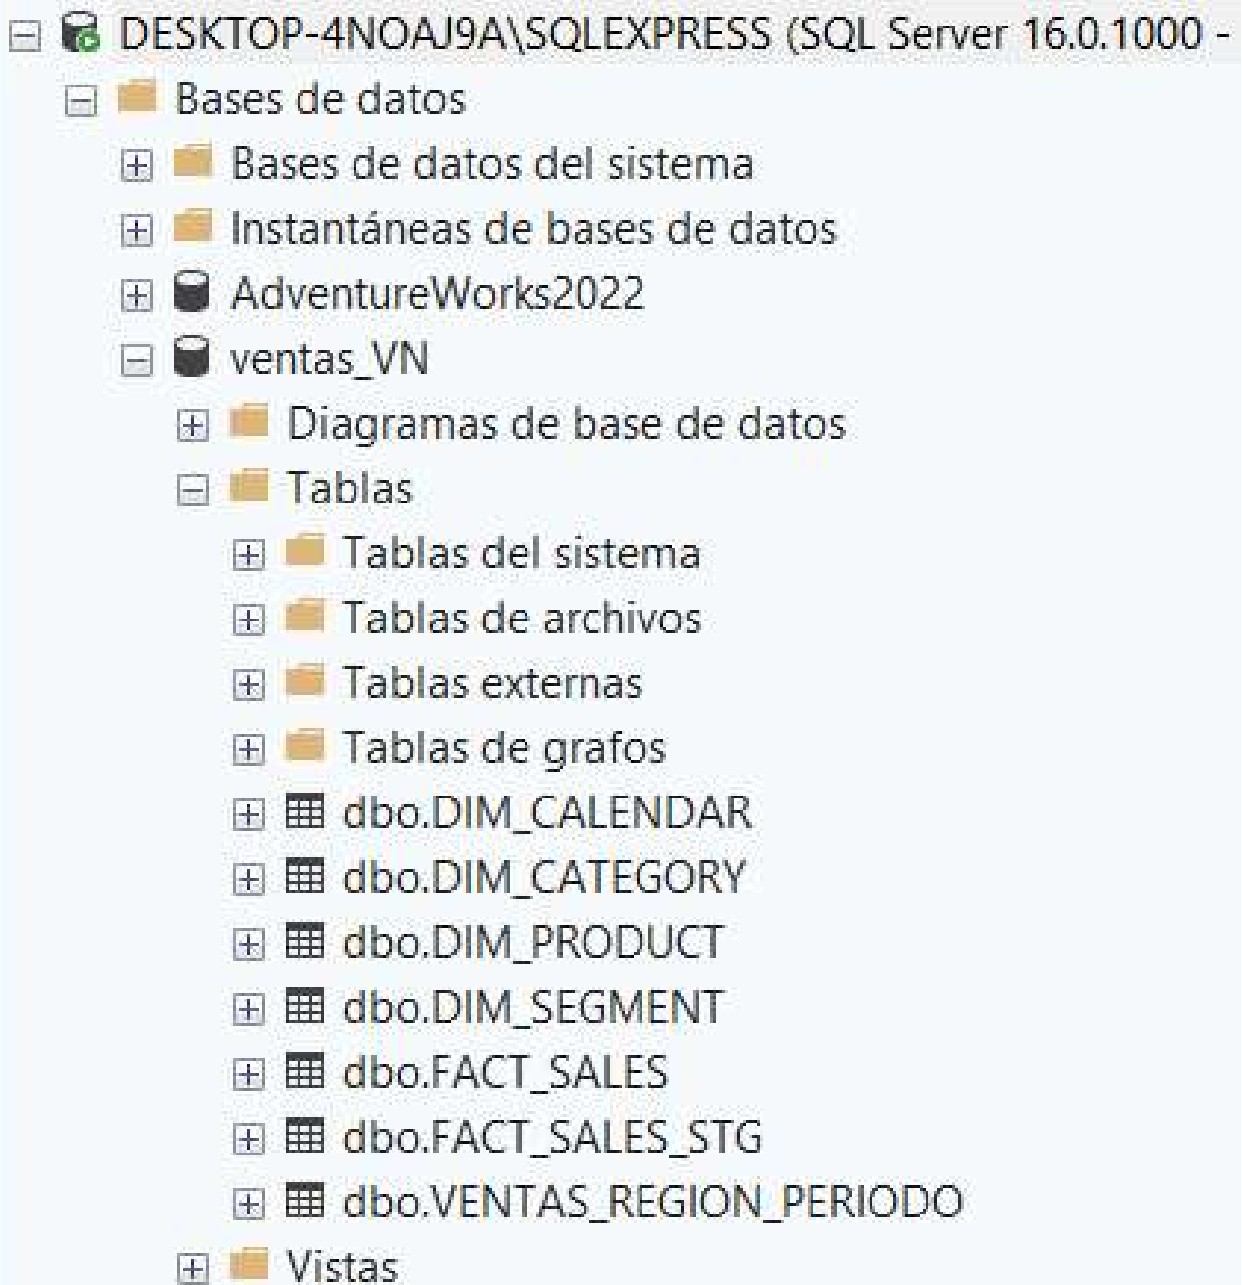 DESKTOP-4NOAJ9A\SQLEXPRESS (SQL Server 16.0.1000 -
Bases de datos
Bases de datos del sistema
Instantáneas de bases de datos
AdventureWorks2022
ventas_VN
Diagramas de base de datos
Tablas
Tablas del sistema
Tablas de archivos
Tablas externas
Tablas de grafos
dbo.DIM_CALENDAR
dbo.DIM_CATEGORY
dbo.DIM_PRODUCT
dbo.DIM_SEGMENT
dbo.FACT_SALES
dbo.FACT_SALES_STG
dbo.VENTAS_REGION_PERIODO
Vistas